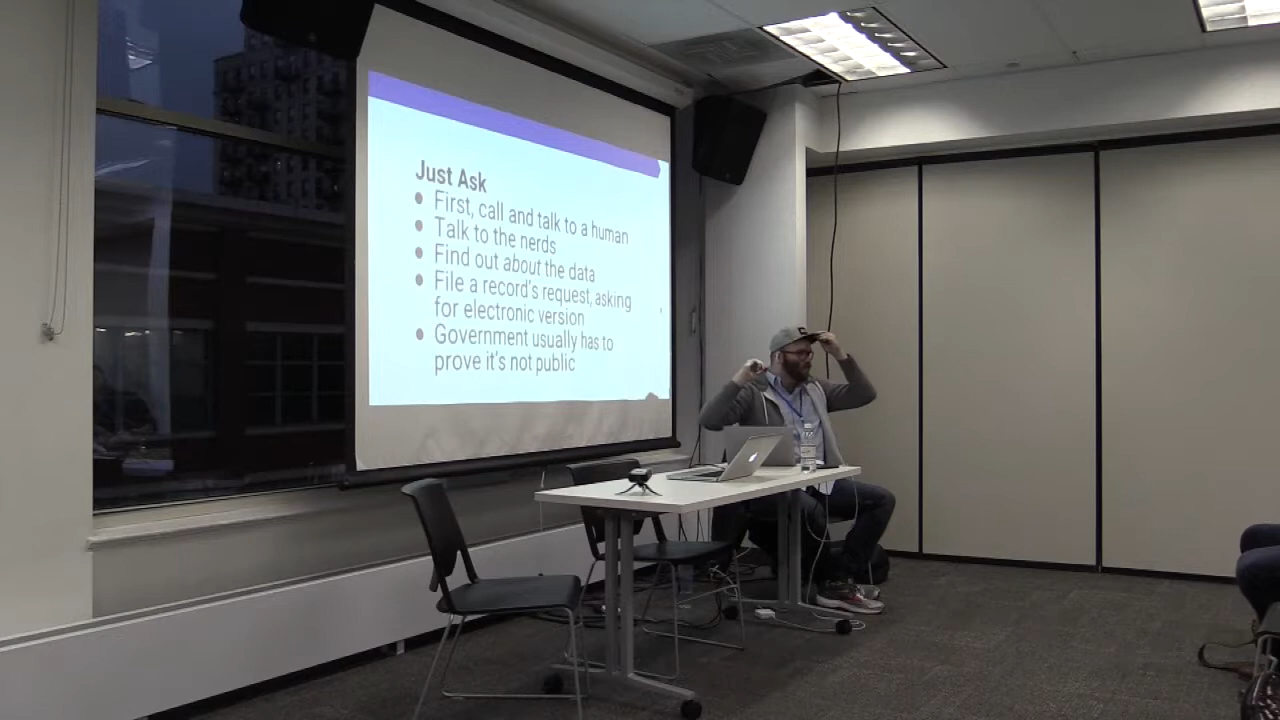 Just Ask
● First, call and talk to a human
● Talk to the nerds
● Find out about the data
● File a record's request, asking
for electronic version
● Government usually has to
prove it's not public